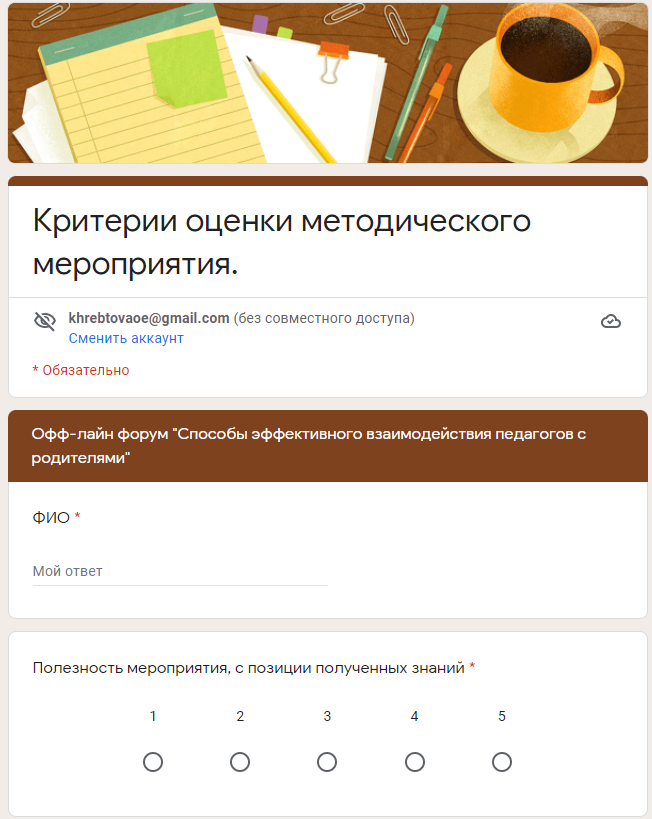 Критерии оценки методического
мероприятия.
khrebtovaoe@gmail.com (без совместного доступа)
Сменить аккаунт
* Обязательно
Офф-лайн форум "Способы эффективного взаимодействия педагогов с
родителями"
ФИО *
Мой ответ
Полезность мероприятия, с позиции полученных знаний *
1 2 3 4 5